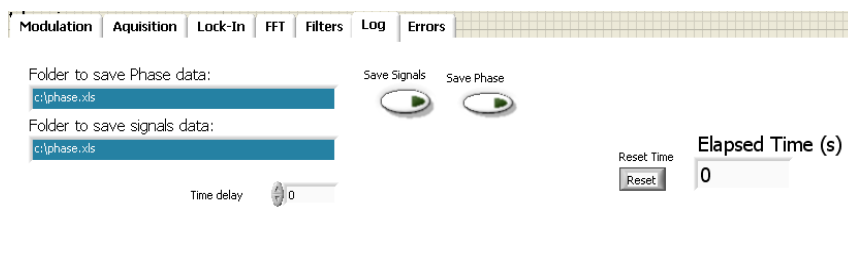 Modulation Aquisition Lock-In FFT Filters Log Errors
Folder to save Phase data:
c:\phase.xls
Save Signals Save Phase
Folder to save signals data:
c:\phase.xls
Time delay 0
Reset Time
Reset
Elapsed Time (s)
0